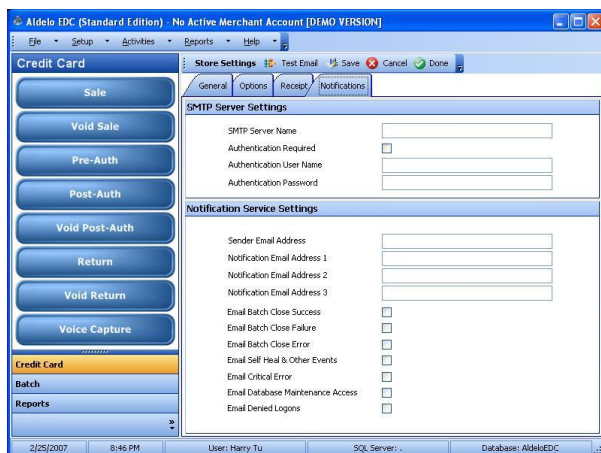 Aldelo EDC (Standard Edition) - No Active Merchant Account [DEMO VERSION]
File Setup Activities Reports Help
Credit Card
Store Settings Test Email Save Cancel Done
General Options Receipt Notifications
Sale
Void Sale
Pre-Auth
Post-Auth
Void Post-Auth
Return
Void Return
Voice Capture
Credit Card
Batch
Reports
SMTP Server Settings
SMTP Server Name
Authentication Required
Authentication User Name
Authentication Password
Notification Service Settings
Sender Email Address
Notification Email Address 1
Notification Email Address 2
Notification Email Address 3
Email Batch Close Success
Email Batch Close Failure
Email Batch Close Error
Email Self Heal & Other Events
Email Critical Error
Email Database Maintenance Access
Email Denied Logons
2/25/2007 8:46 PM User: Harry Tu SQL Server: . Database: AldeloEDC